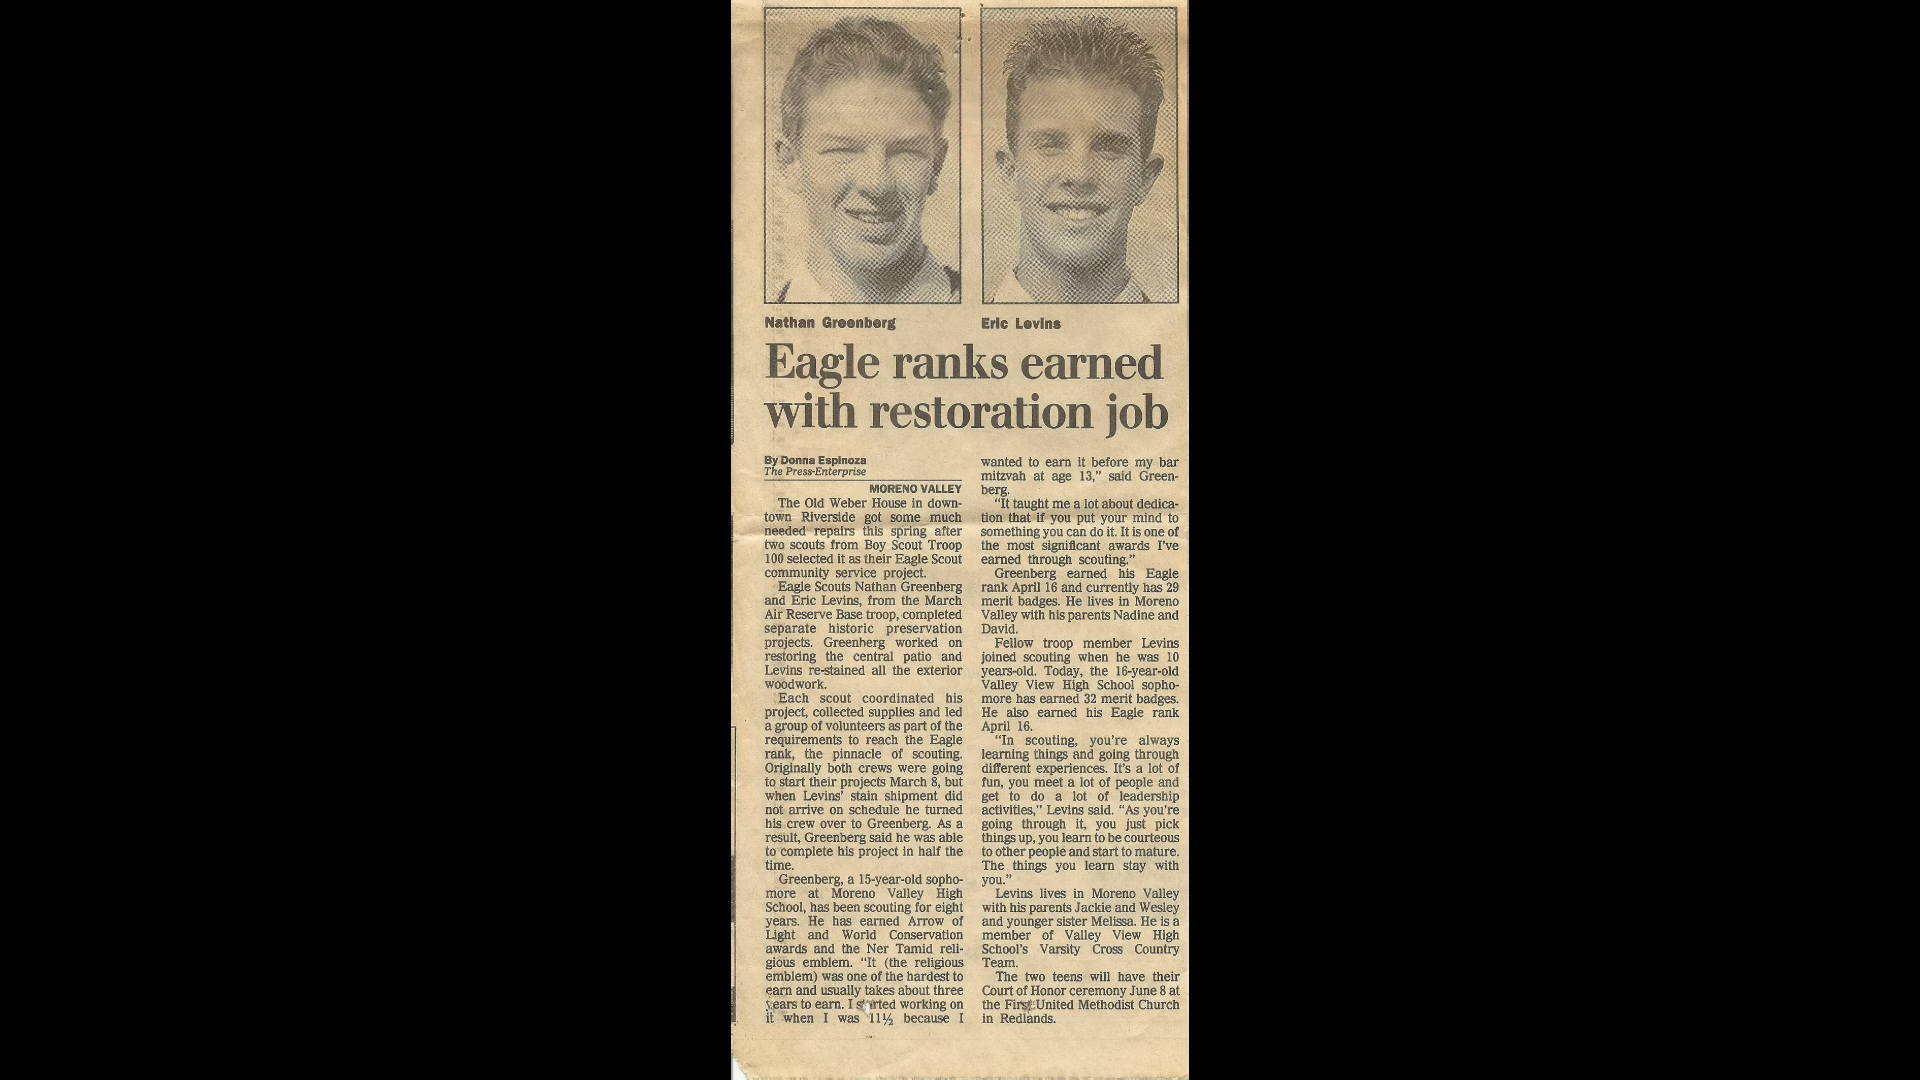 Nathan Greenberg
Eric Levins
Eagle ranks earned
with restoration job
By Donna Espinoza
The Press-Enterprise
MORENO VALLEY
The Old Weber House in down-
town Riverside got some much
needed repairs this spring after
two scouts from Boy Scout Troop
100 selected it as their Eagle Scout
community service project.
Eagle Scouts Nathan Greenberg
and Eric Levins, from the March
Air Reserve Base troop, completed
separate historic preservation
projects. Greenberg worked on
restoring the central patio and
Levins re-stained all the exterior
woodwork.
Each scout coordinated his
project, collected supplies and led
a group of volunteers as part of the
requirements to reach the Eagle
rank, the pinnacle of scouting.
Originally both crews were going
to start their projects March 8, but
when Levins' stain shipment did
not arrive on schedule he turned
his crew over to Greenberg. As a
result, Greenberg said he was able
to complete his project in half the
time.
Greenberg, a 15-year-old sopho-
more at Moreno Valley High
School, has been scouting for eight
years. He has earned Arrow of
Light and World Conservation
awards and the Ner Tamid reli-
gious emblem. "It (the religious
emblem) was one of the hardest to
earn and usually takes about three
years to earn. I started working on
it when I was 11½ because I
wanted to earn it before my bar
mitzvah at age 13," said Green-
berg.
"It taught me a lot about dedica-
tion that if you put your mind to
something you can do it. It is one of
the most significant awards I've
earned through scouting."
Greenberg earned his Eagle
rank April 16 and currently has 29
merit badges. He lives in Moreno
Valley with his parents Nadine and
David.
Fellow troop member Levins
joined scouting when he was 10
years-old. Today, the 16-year-old
Valley View High School sopho-
more has earned 32 merit badges.
He also earned his Eagle rank
April 16.
"In scouting, you're always
learning things and going through
different experiences. It's a lot of
fun, you meet a lot of people and
get to do a lot of leadership
activities," Levins said. "As you're
going through it, you just pick
things up, you learn to be courteous
to other people and start to mature.
The things you learn stay with
you."
Levins lives in Moreno Valley
with his parents Jackie and Wesley
and younger sister Melissa. He is a
member of Valley View High
School's Varsity Cross Country
Team.
The two teens will have their
Court of Honor ceremony June 8 at
the First United Methodist Church
in Redlands.